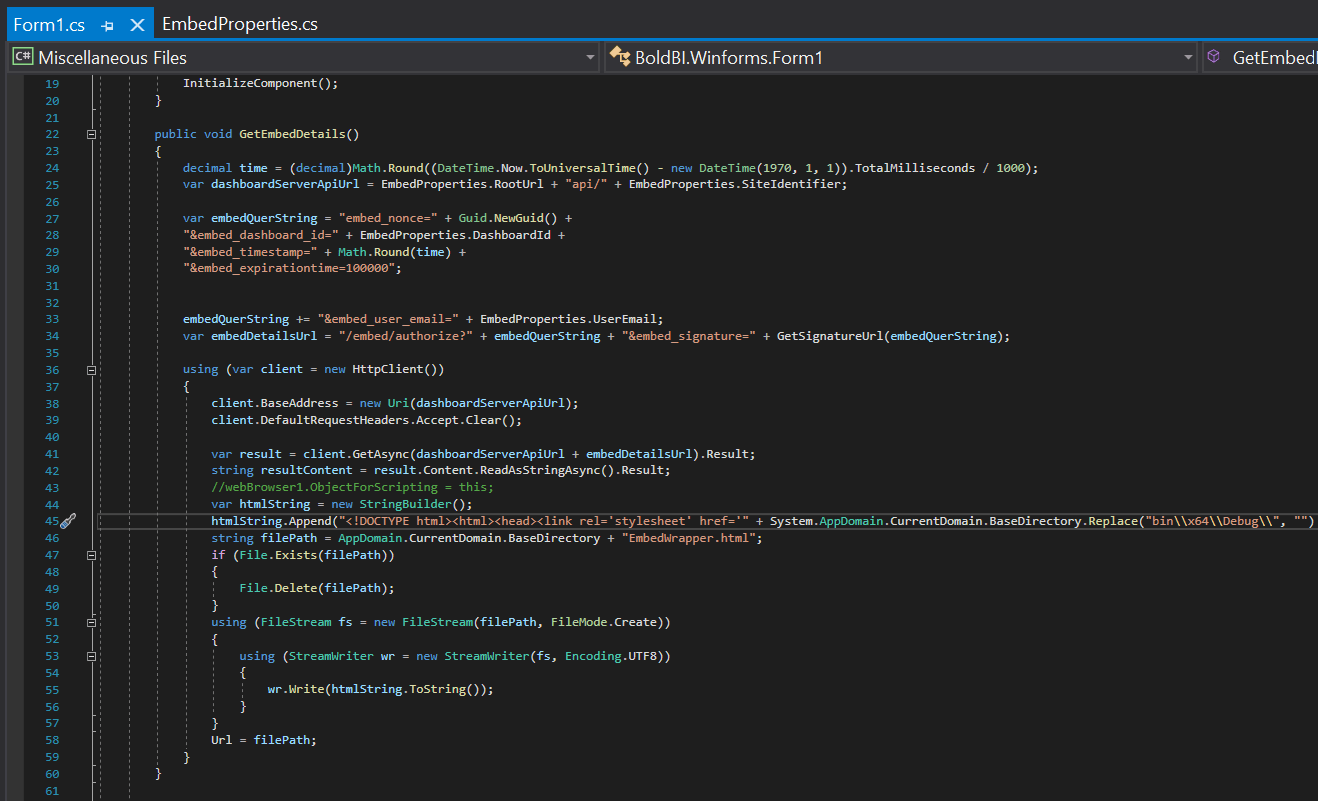 Form1.cs
EmbedProperties.cs
C# Miscellaneous Files
BoldBI.Winforms.Form1
GetEmbed
19 InitializeComponent();
20 }
21
22 public void GetEmbedDetails()
23 {
24 decimal time = (decimal)Math.Round((DateTime.Now.ToUniversalTime() - new DateTime(1970, 1, 1)).TotalMilliseconds / 1000);
25 var dashboardServerApiUrl = EmbedProperties.RootUrl + "api/" + EmbedProperties.SiteIdentifier;
26
27 var embedQuerString = "embed_nonce=" + Guid.NewGuid() +
28 "&embed_dashboard_id=" + EmbedProperties.DashboardId +
29 "&embed_timestamp=" + Math.Round(time) +
30 "&embed_expirationtime=100000";
31
32
33 embedQuerString += "&embed_user_email=" + EmbedProperties.UserEmail;
34 var embedDetailsUrl = "/embed/authorize?" + embedQuerString + "&embed_signature=" + GetSignatureUrl(embedQuerString);
35
36 using (var client = new HttpClient())
37 {
38 client.BaseAddress = new Uri(dashboardServerApiUrl);
39 client.DefaultRequestHeaders.Accept.Clear();
40
41 var result = client.GetAsync(dashboardServerApiUrl + embedDetailsUrl).Result;
42 string resultContent = result.Content.ReadAsStringAsync().Result;
43 //webBrowser1.ObjectForScripting = this;
44 var htmlString = new StringBuilder();
45 htmlString.Append("<!DOCTYPE html><html><head><link rel='stylesheet' href='" + System.AppDomain.CurrentDomain.BaseDirectory.Replace("bin\\x64\\Debug\\", "")
46 string filePath = AppDomain.CurrentDomain.BaseDirectory + "EmbedWrapper.html";
47 if (File.Exists(filePath))
48 {
49 File.Delete(filePath);
50 }
51 using (FileStream fs = new FileStream(filePath, FileMode.Create))
52 {
53 using (StreamWriter wr = new StreamWriter(fs, Encoding.UTF8))
54 {
55 wr.Write(htmlString.ToString());
56 }
57 }
58 Url = filePath;
59 }
60 }
61